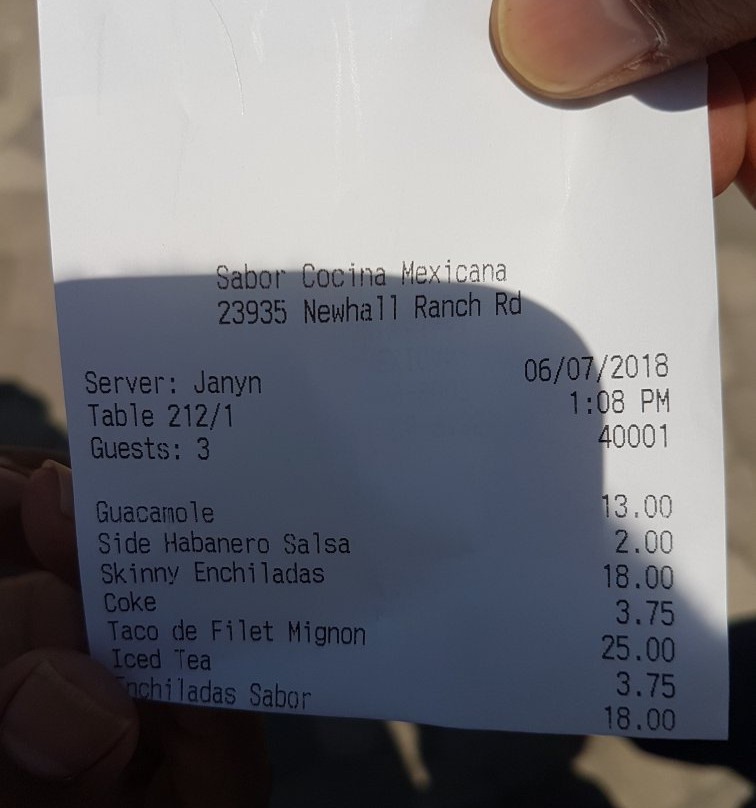 Sabor Cocina Mexicana
23935 Newhall Ranch Rd
Server: Janyn 06/07/2018
Table 212/1 1:08 PM
Guests: 3 40001
Guacamole 13.00
Side Habanero Salsa 2.00
Skinny Enchiladas 18.00
Coke 3.75
Taco de Filet Mignon 25.00
Iced Tea 3.75
Enchiladas Sabor 18.00